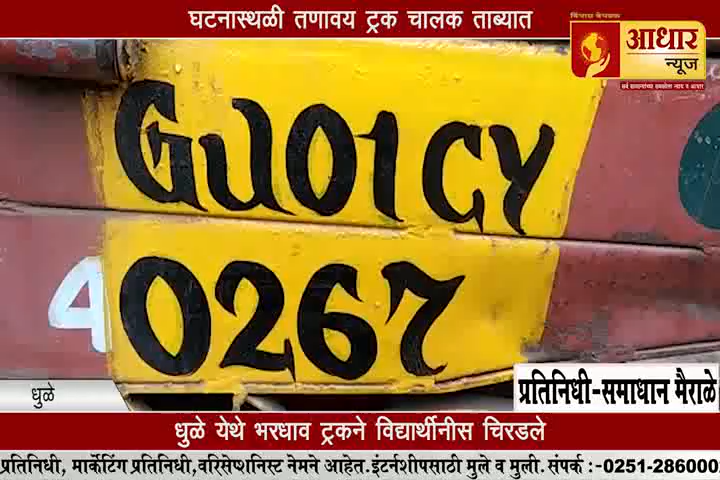 घटनास्थळी तणावय ट्रक चालक ताब्यात
आधार
न्यूज
GU01CY
4
0267
धुळे
प्रतिनिधी-समाधान मैराळे
धुळे येथे भरधाव ट्रकने विद्यार्थीनीस चिरडले
प्रतिनिधी, मार्केटिंग प्रतिनिधी,वरिसेप्शनिस्ट नेमने आहेत.इंटर्नशीपसाठी मुले व मुली. संपर्क :-0251-286000